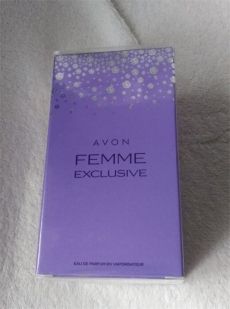 AVON
FEMME
EXCLUSIVE
EAU DE PARFUM EN VAPORISATEUR